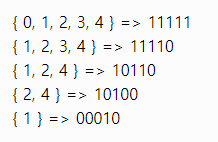 { 0, 1, 2, 3, 4 } => 11111
{ 1, 2, 3, 4 } => 11110
{ 1, 2, 4 } => 10110
{ 2, 4 } => 10100
{ 1 } => 00010